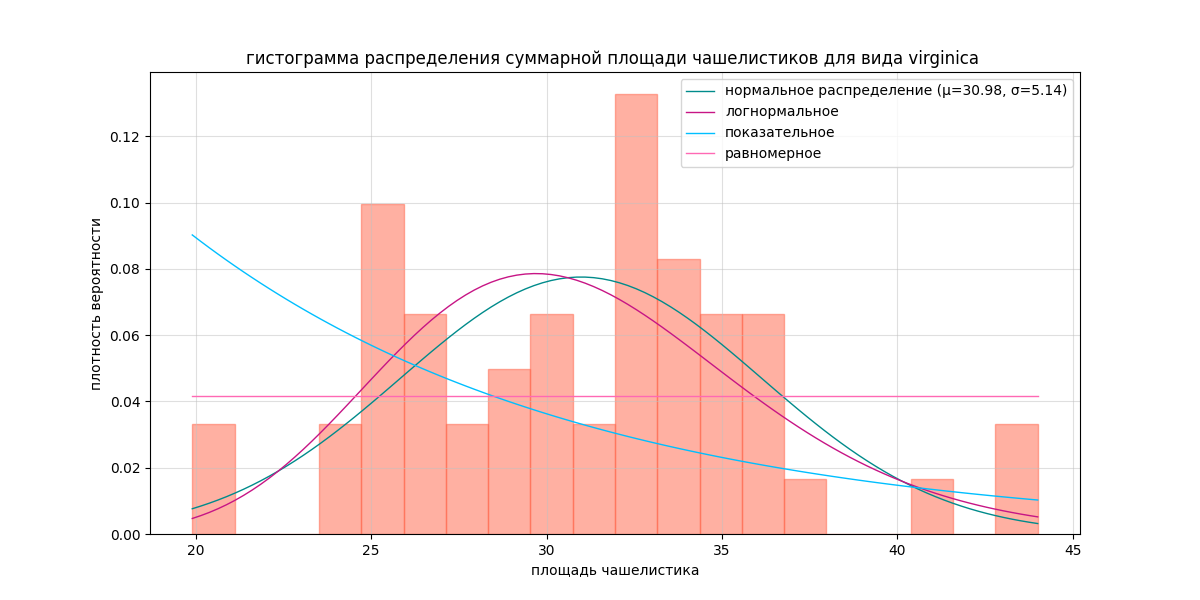 гистограмма распределения суммарной площади чашелистиков для вида virginica
нормальное распределение (μ=30.98, σ=5.14)
логнормальное
показательное
равномерное
плотность вероятности
0.12
0.10
0.08
0.06
0.04
0.02
0.00
20 25 30 35 40 45
площадь чашелистика